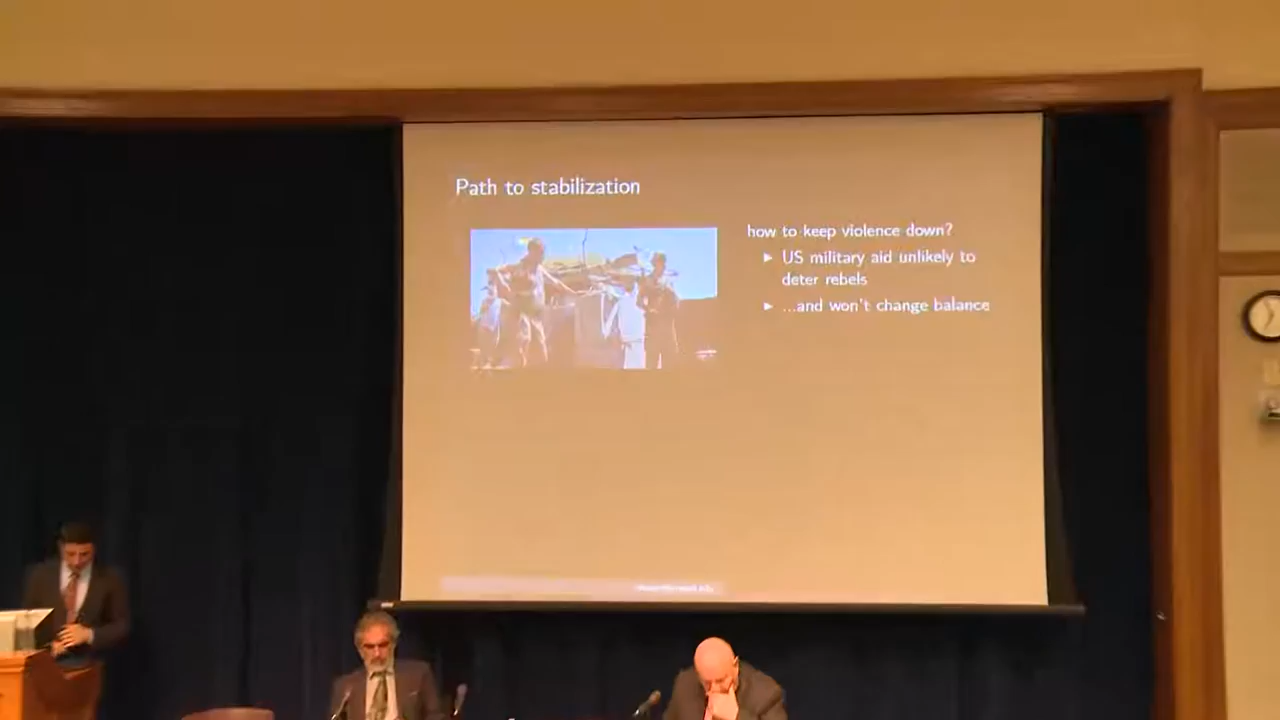 Path to stabilization
how to keep violence down?
► US military aid unlikely to
deter rebels
► ...and won't change balance